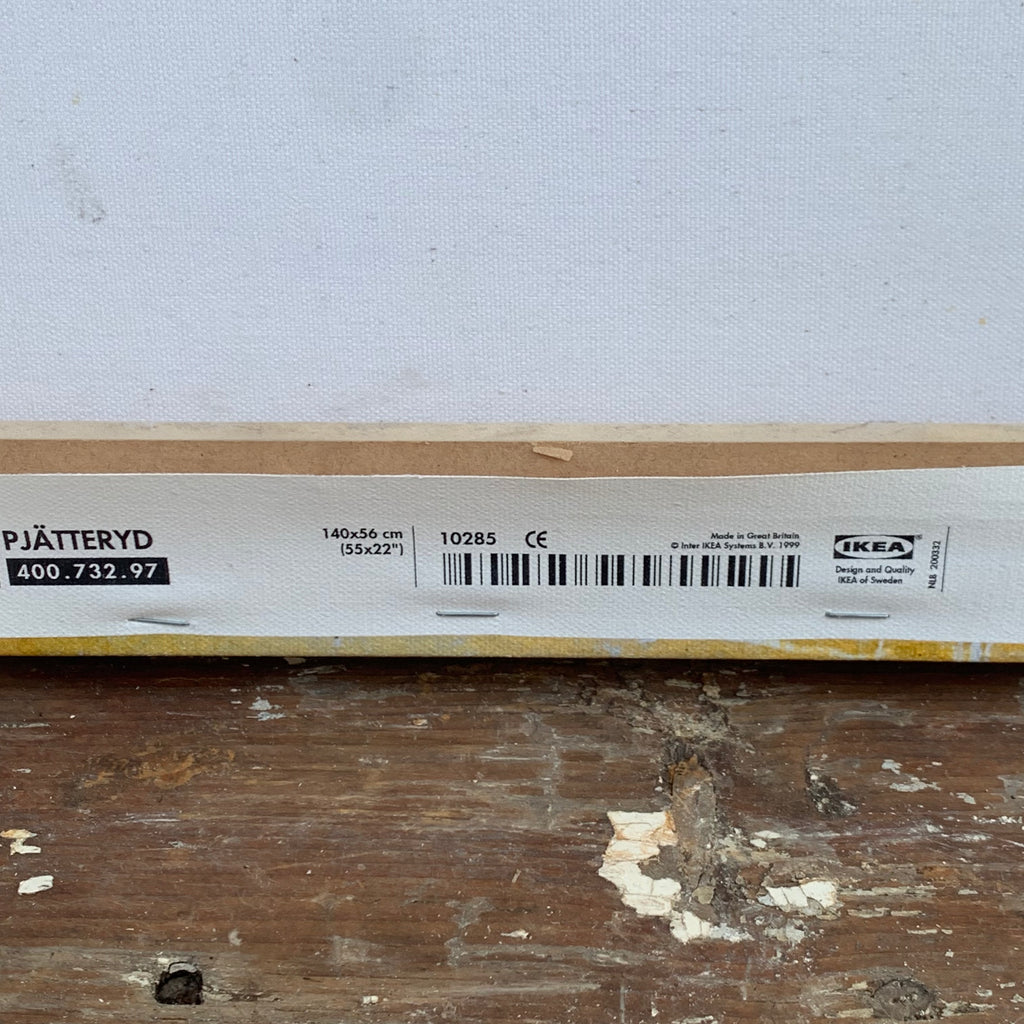 PJÄTTERYD
400.732.97
140x56 cm
(55x22")
10285 CE
Made in Great Britain
© Inter IKEA Systems B.V. 1999
IKEA®
Design and Quality
IKEA of Sweden
NL8 200332